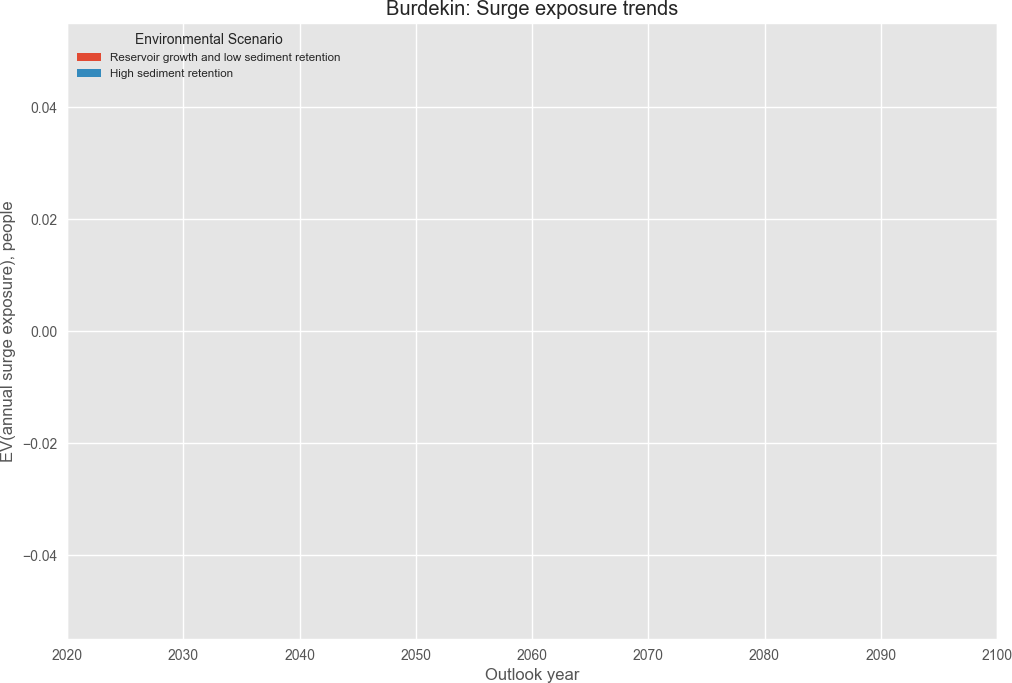 Burdekin: Surge exposure trends
Environmental Scenario
Reservoir growth and low sediment retention
High sediment retention
EV(annual surge exposure), people
0.04
0.02
0.00
−0.02
−0.04
2020 2030 2040 2050 2060 2070 2080 2090 2100
Outlook year